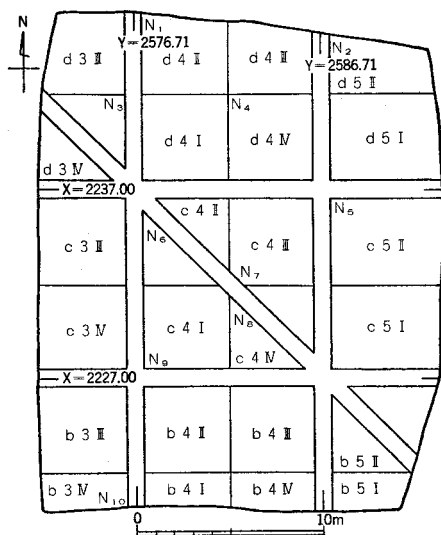 N
N₁
Y=2576.71
N₂
Y=2586.71
d 3 Ⅲ
d 4 Ⅱ
d 4 Ⅲ
d 5 Ⅱ
N₃
N₄
d 4 Ⅰ
d 4 Ⅳ
d 5 Ⅰ
d 3 Ⅳ
X=2237.00
c 4 Ⅱ
N₅
N₆
c 3 Ⅲ
c 4 Ⅲ
c 5 Ⅱ
N₇
N₈
c 3 Ⅳ
c 4 Ⅰ
c 5 Ⅰ
N₉
c 4 Ⅳ
X=2227.00
b 3 Ⅲ
b 4 Ⅱ
b 4 Ⅲ
b 5 Ⅱ
b 3 Ⅳ
N₁₀
b 4 Ⅰ
b 4 Ⅳ
b 5 Ⅰ
0
10m